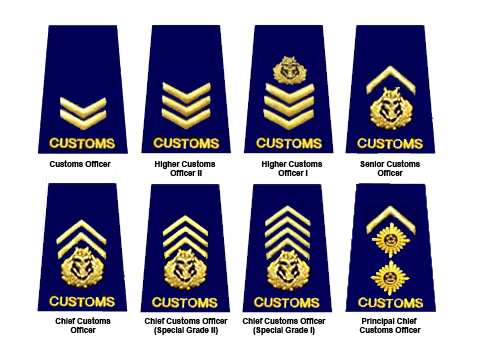 CUSTOMS CUSTOMS CUSTOMS CUSTOMS
Customs Officer
Higher Customs
Officer II
Higher Customs
Officer I
Senior Customs
Officer
CUSTOMS CUSTOMS CUSTOMS CUSTOMS
Chief Customs
Officer
Chief Customs Officer
(Special Grade II)
Chief Customs Officer
(Special Grade I)
Principal Chief
Customs Officer